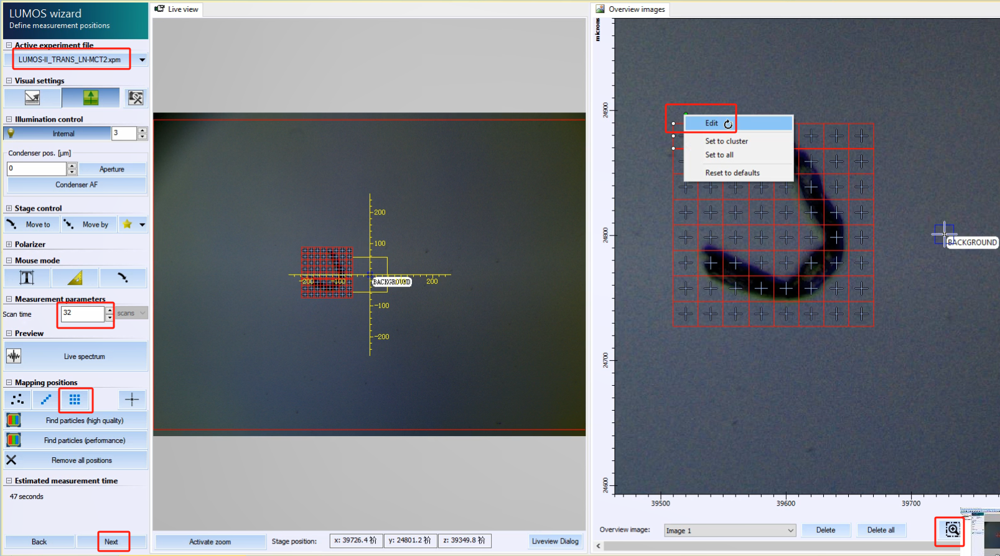 LUMOS wizard
Define measurement positions
Active experiment file
LUMOS-II_TRANS_LN-MCT2.xpm
Visual settings
Illumination control
Internal
3
Condenser pos. [µm]
0
Aperture
Condenser AF
Stage control
Move to
Move by
Polarizer
Mouse mode
T
Measurement parameters
Scan time
32
scans
Preview
Live spectrum
Mapping positions
Find particles (high quality)
Find particles (performance)
Remove all positions
Estimated measurement time
47 seconds
Back
Next
Live view
200
100
-200
-100
BACKGROUND
200
-100
-200
Activate zoom
Stage position:
x: 39726.4 祄
y: 24801.2 祄
z: 39349.8 祄
Liveview Dialog
Overview images
microns
24900
24800
24700
24600
Edit
Set to cluster
Set to all
Reset to defaults
BACKGROUND
39500
39600
39700
Overview image:
Image 1
Delete
Delete all